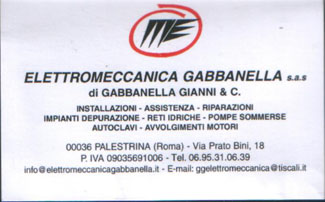 ME
ELETTROMECCANICA GABBANELLA s.a.s
di GABBANELLA GIANNI & C.
INSTALLAZIONI - ASSISTENZA - RIPARAZIONI
IMPIANTI DEPURAZIONE - RETI IDRICHE - POMPE SOMMERSE
AUTOCLAVI - AVVOLGIMENTI MOTORI
00036 PALESTRINA (Roma) - Via Prato Bini, 18
P. IVA 09035691006 - Tel. 06.95.31.06.39
info@elettromeccanicagabbanella.it - E-mail: ggelettromeccanica@tiscali.it